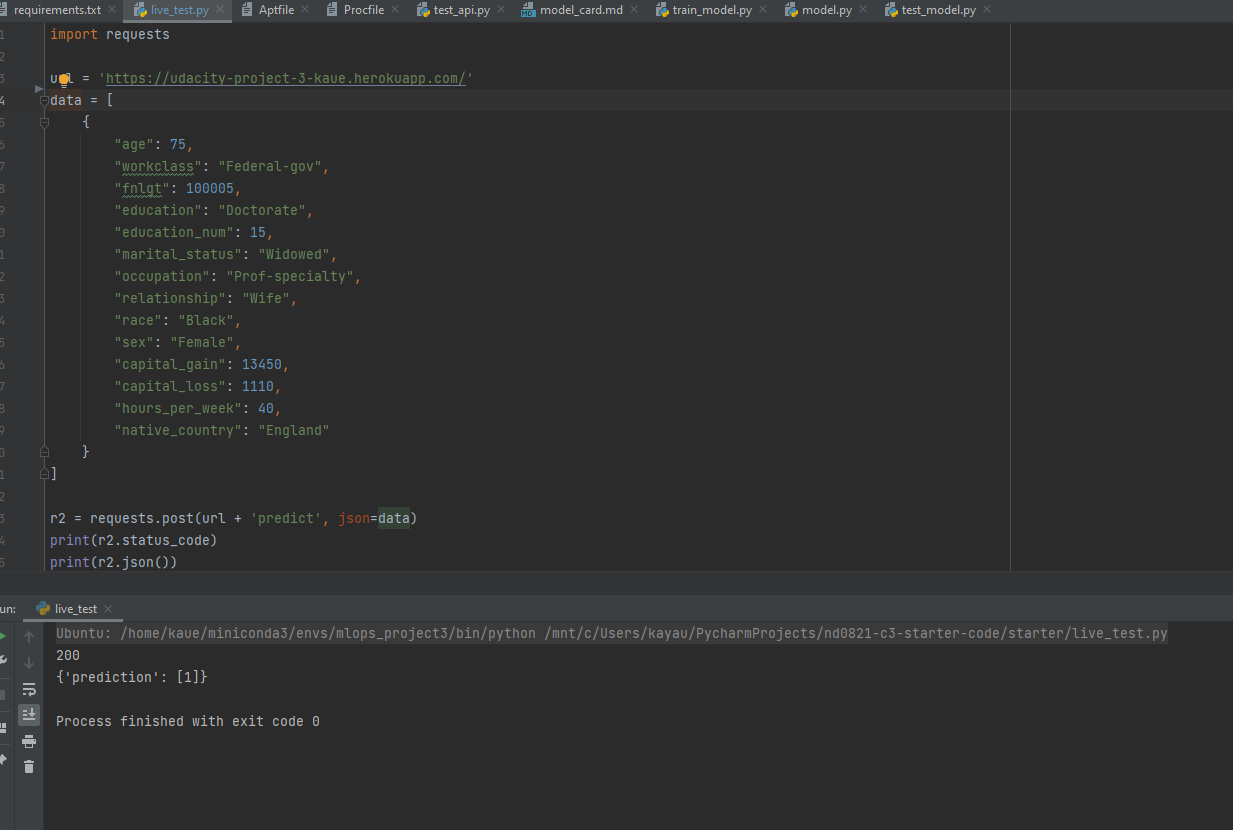 requirements.txt live_test.py Aptfile Procfile test_api.py model_card.md train_model.py model.py test_model.py
import requests
url = 'https://udacity-project-3-kaue.herokuapp.com/'
data = [
{
"age": 75,
"workclass": "Federal-gov",
"fnlgt": 100005,
"education": "Doctorate",
"education_num": 15,
"marital_status": "Widowed",
"occupation": "Prof-specialty",
"relationship": "Wife",
"race": "Black",
"sex": "Female",
"capital_gain": 13450,
"capital_loss": 1110,
"hours_per_week": 40,
"native_country": "England"
}
]
r2 = requests.post(url + 'predict', json=data)
print(r2.status_code)
print(r2.json())
un: live_test
Ubuntu: /home/kaue/miniconda3/envs/mlops_project3/bin/python /mnt/c/Users/kayau/PycharmProjects/nd0821-c3-starter-code/starter/live_test.py
200
{'prediction': [1]}
Process finished with exit code 0